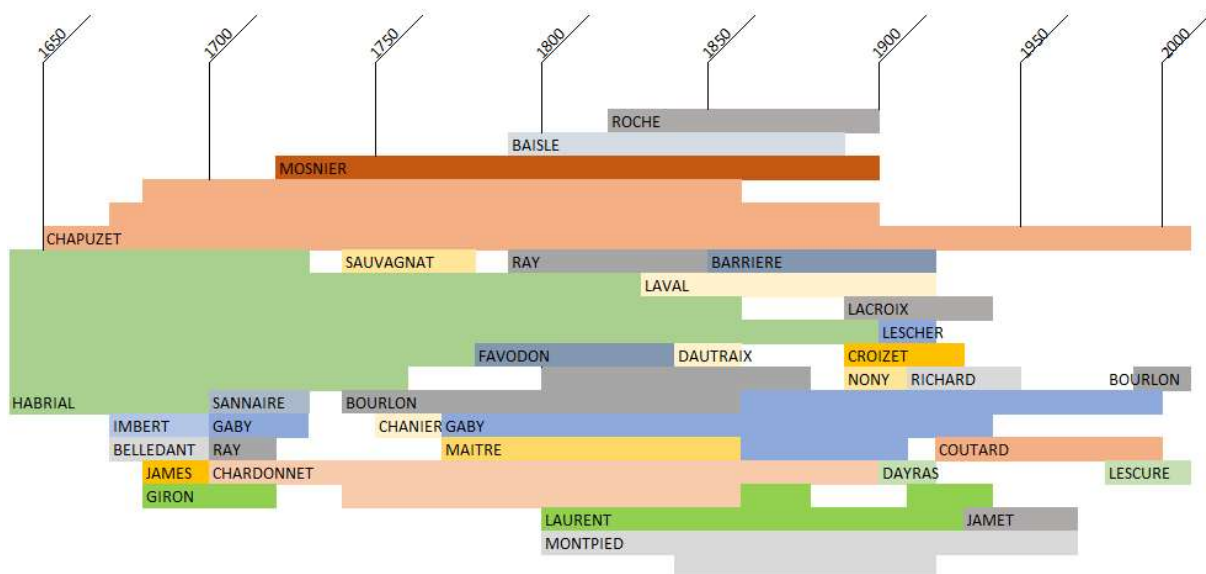 1650 1700 1750 1800 1850 1900 1950 2000
ROCHE
BAISLE
MOSNIER
CHAPUZET
SAUVAGNAT RAY BARRIERE
LAVAL
LACROIX
LESCHER
FAVODON DAUTRAIX CROIZET
NONY RICHARD BOURLON
HABRIAL SANNAIRE BOURLON
IMBERT GABY CHANIER GABY
BELLEDANT RAY MAITRE COUTARD
JAMES CHARDONNET DAYRAS LESCURE
GIRON
LAURENT JAMET
MONTPIED